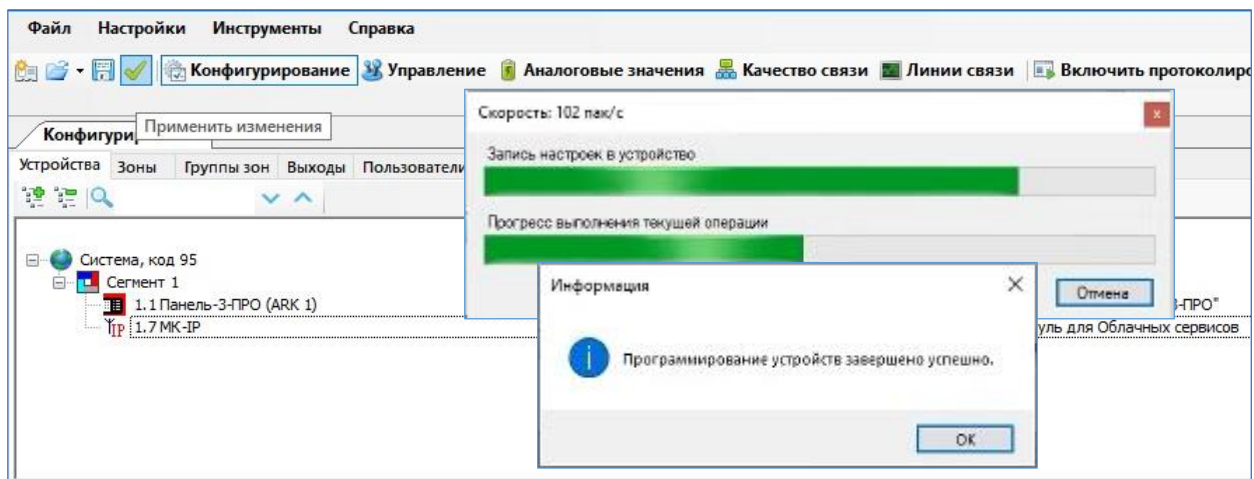 Файл Настройки Инструменты Справка
Конфигурирование Управление Аналоговые значения Качество связи Линии связи Включить протоколиро
Применить изменения
Конфигури
Устройства Зоны Группы зон Выходы Пользователи
Скорость: 102 пак/с
x
Запись настроек в устройство
Прогресс выполнения текущей операции
Отмена
Система, код 95
Сегмент 1
1.1 Панель-3-ПРО (ARK 1)
З-ПРО"
IP 1.7 МК-IP
уль для Облачных сервисов
Информация
i Программирование устройств завершено успешно.
OK